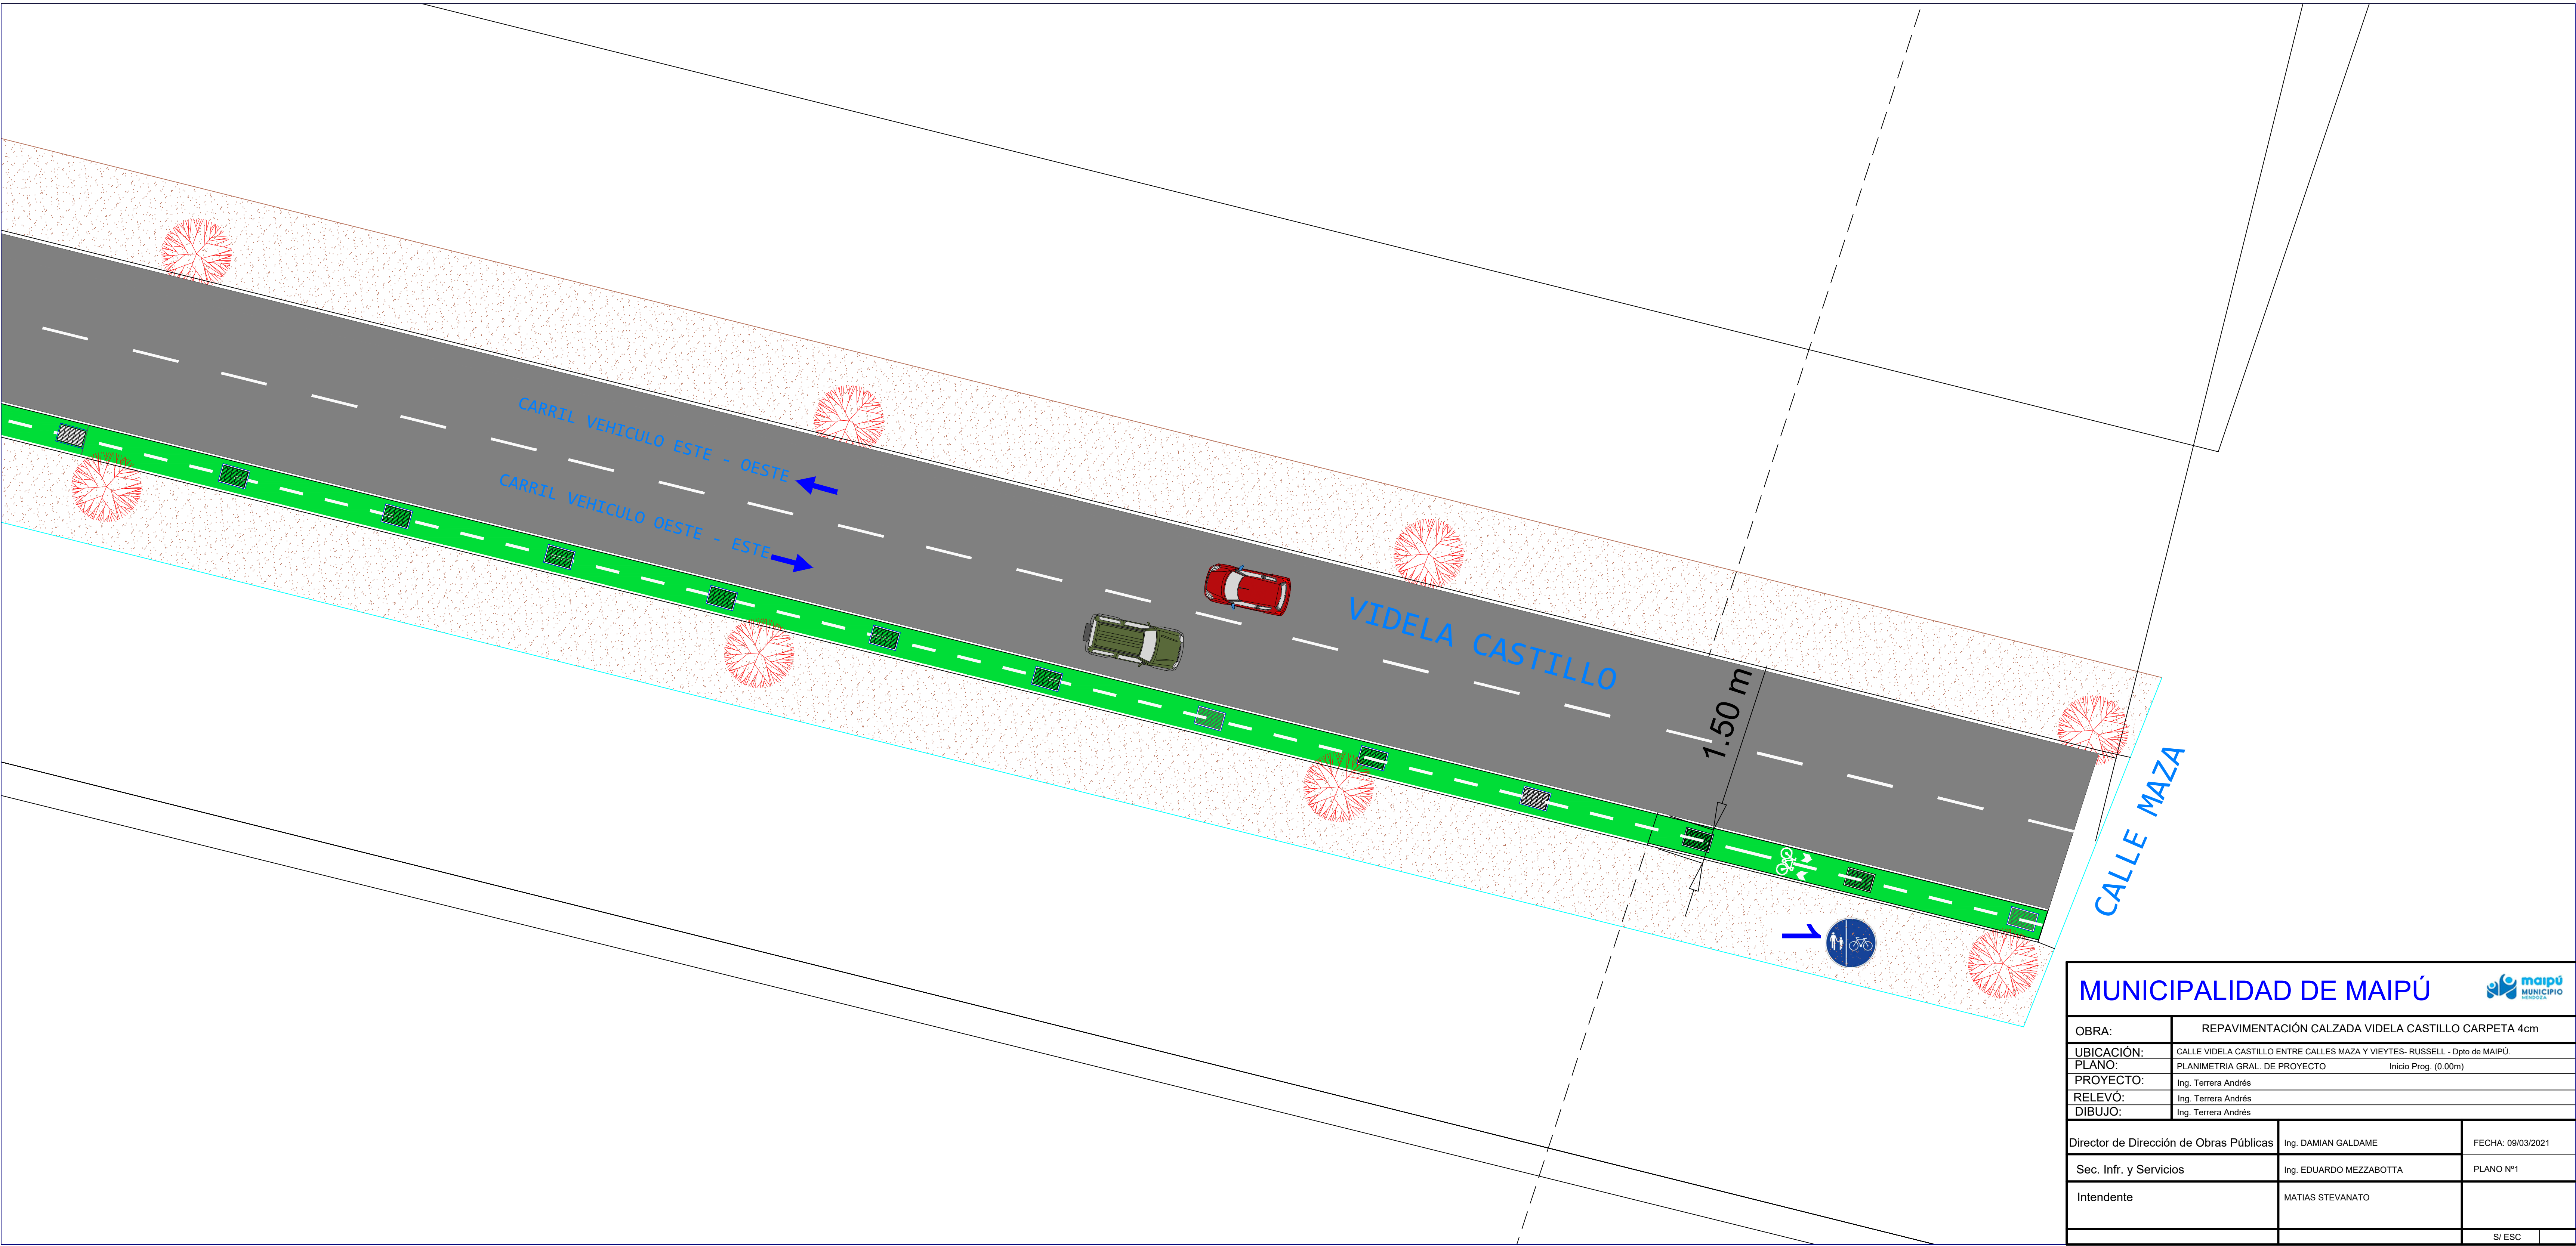 CARRIL VEHICULO ESTE - OESTE
CARRIL VEHICULO OESTE - ESTE
VIDELA CASTILLO
1.50 m
CALLE MAZA
1
MUNICIPALIDAD DE MAIPÚ
maipú
MUNICIPIO
MENDOZA
OBRA: REPAVIMENTACIÓN CALZADA VIDELA CASTILLO CARPETA 4cm
UBICACIÓN: CALLE VIDELA CASTILLO ENTRE CALLES MAZA Y VIEYTES- RUSSELL - Dpto de MAIPÚ.
PLANO: PLANIMETRIA GRAL. DE PROYECTO Inicio Prog. (0.00m)
PROYECTO: Ing. Terrera Andrés
RELEVÓ: Ing. Terrera Andrés
DIBUJO: Ing. Terrera Andrés
Director de Dirección de Obras Públicas Ing. DAMIAN GALDAME FECHA: 09/03/2021
Sec. Infr. y Servicios Ing. EDUARDO MEZZABOTTA PLANO Nº1
Intendente MATIAS STEVANATO
S/ ESC